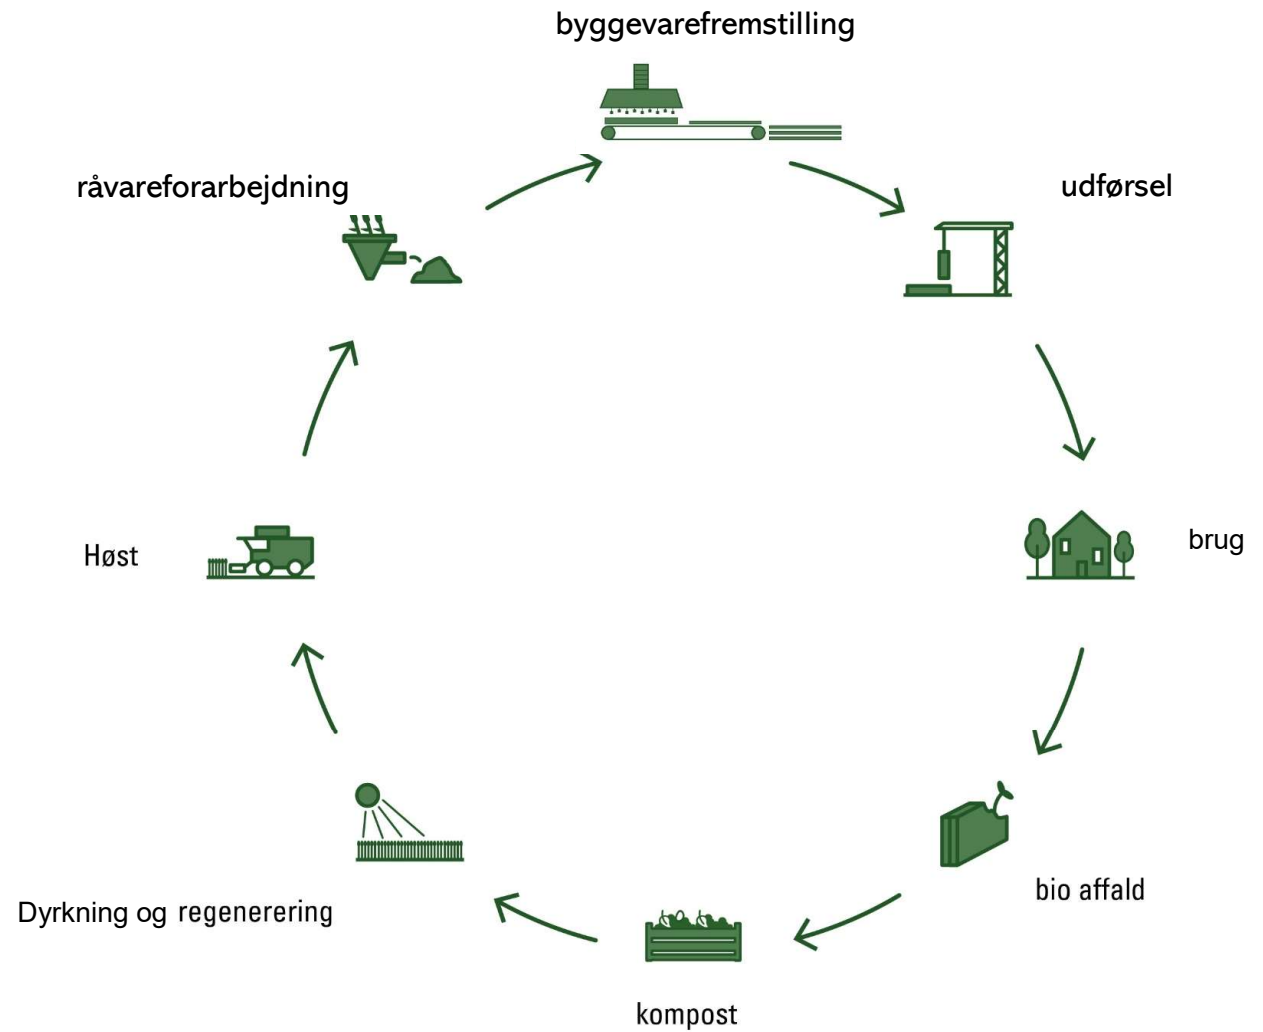 byggevarefremstilling
råvareforarbejdning
udførsel
Høst
brug
bio affald
Dyrkning og regenerering
kompost